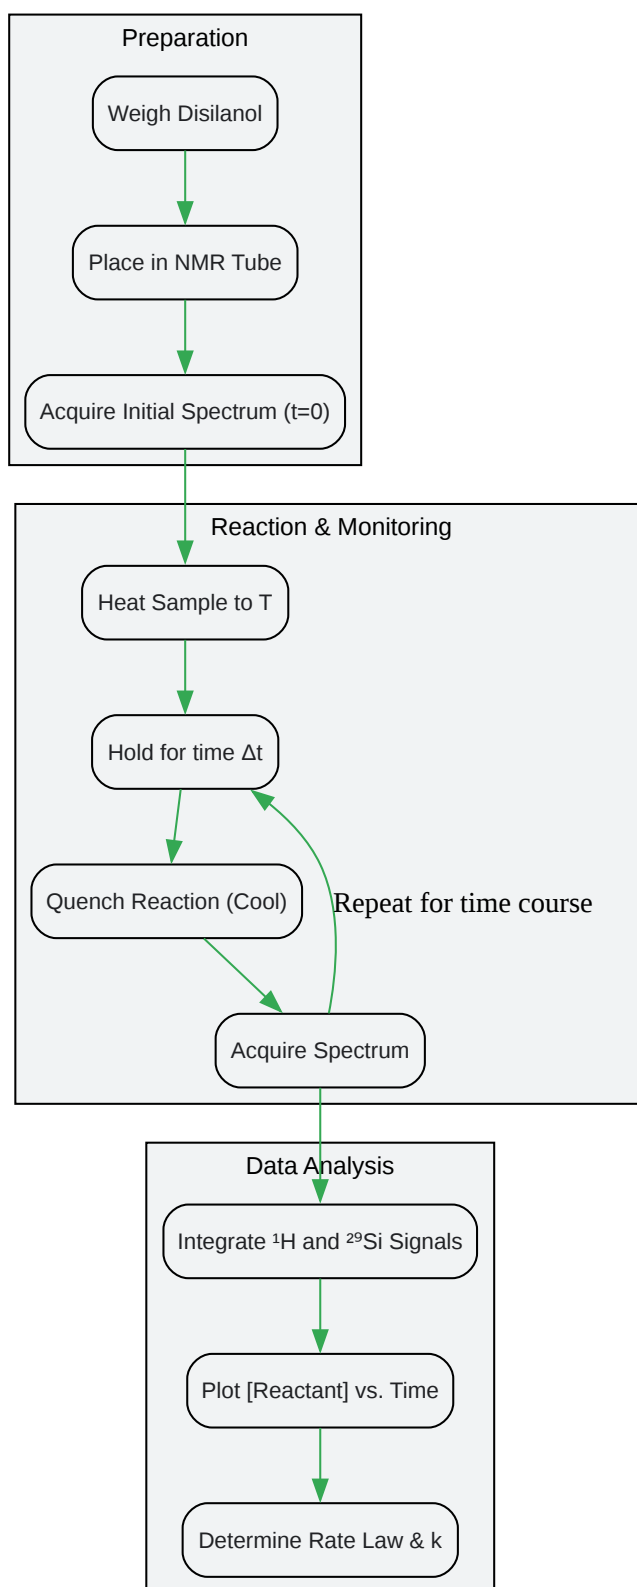 Preparation
Weigh Disilanol
Place in NMR Tube
Acquire Initial Spectrum (t=0)
Reaction & Monitoring
Heat Sample to T
Hold for time Δt
Quench Reaction (Cool)
Repeat for time course
Acquire Spectrum
Data Analysis
Integrate ¹H and ²⁹Si Signals
Plot [Reactant] vs. Time
Determine Rate Law & k